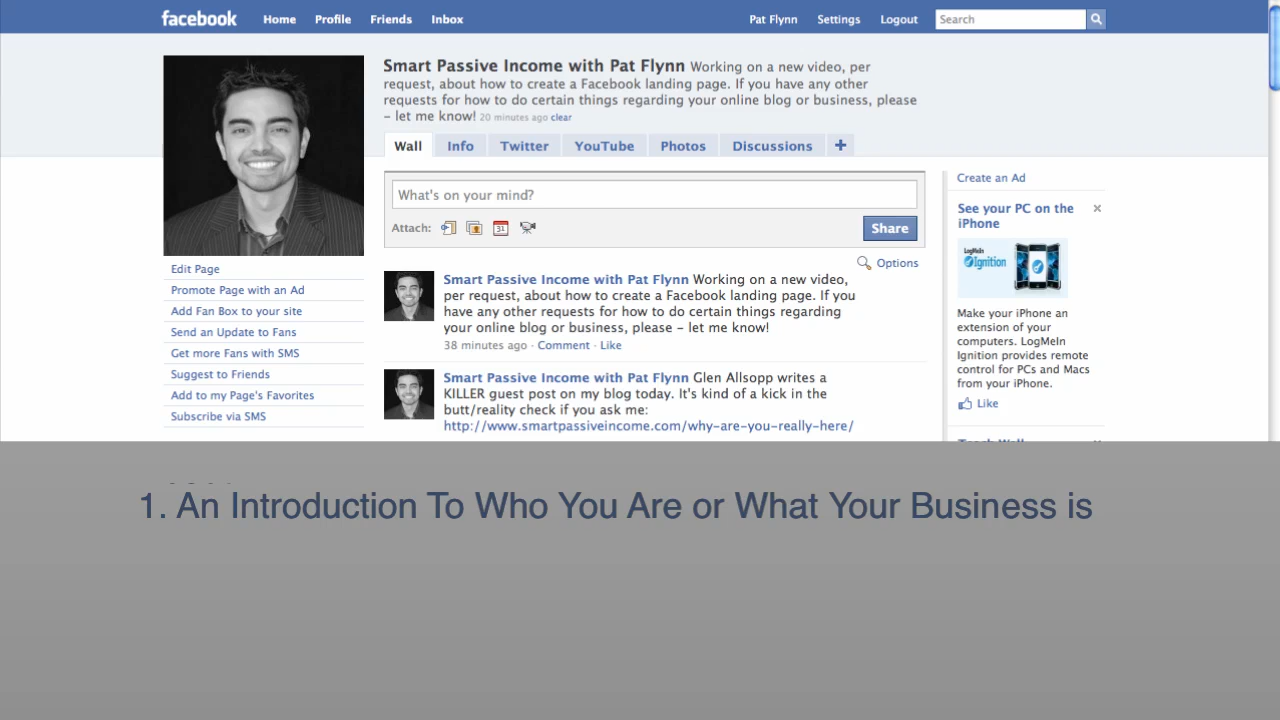 facebook Home Profile Friends Inbox Pat Flynn Settings Logout Search
Smart Passive Income with Pat Flynn Working on a new video, per
request, about how to create a Facebook landing page. If you have any other
requests for how to do certain things regarding your online blog or business, please
– let me know! 20 minutes ago clear
Wall Info Twitter YouTube Photos Discussions +
What's on your mind?
Attach: 31 Share
Options
Edit Page
Promote Page with an Ad
Add Fan Box to your site
Send an Update to Fans
Get more Fans with SMS
Suggest to Friends
Add to my Page's Favorites
Subscribe via SMS
Smart Passive Income with Pat Flynn Working on a new video,
per request, about how to create a Facebook landing page. If you
have any other requests for how to do certain things regarding
your online blog or business, please – let me know!
38 minutes ago · Comment · Like
Smart Passive Income with Pat Flynn Glen Allsopp writes a
KILLER guest post on my blog today. It's kind of a kick in the
butt/reality check if you ask me:
http://www.smartpassiveincome.com/why-are-you-really-here/
Create an Ad
See your PC on the
iPhone
LogMeIn
ignition
Make your iPhone an
extension of your
computers. LogMeIn
Ignition provides remote
control for PCs and Macs
from your iPhone.
Like
1. An Introduction To Who You Are or What Your Business is